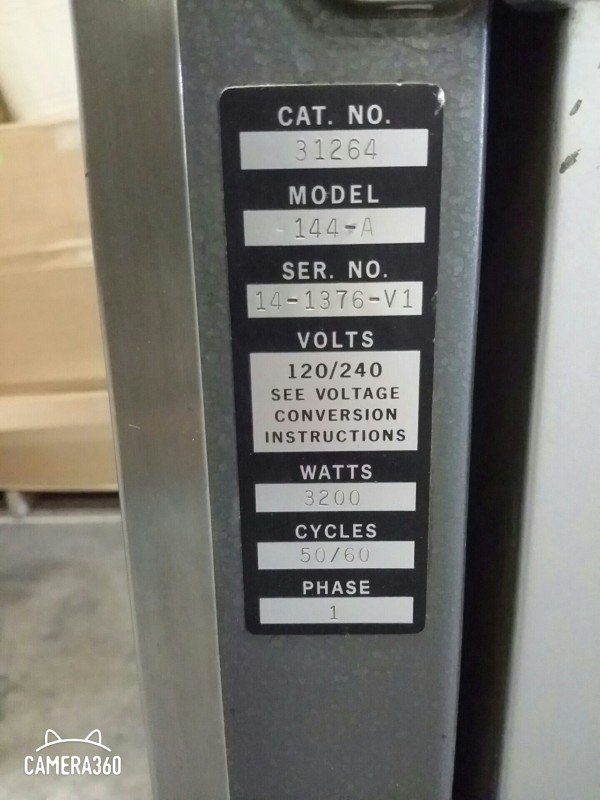 CAT. NO.
31264
MODEL
144-A
SER. NO.
14-1376-V1
VOLTS
120/240
SEE VOLTAGE
CONVERSION
INSTRUCTIONS
WATTS
3200
CYCLES
50/60
PHASE
1
CAMERA360